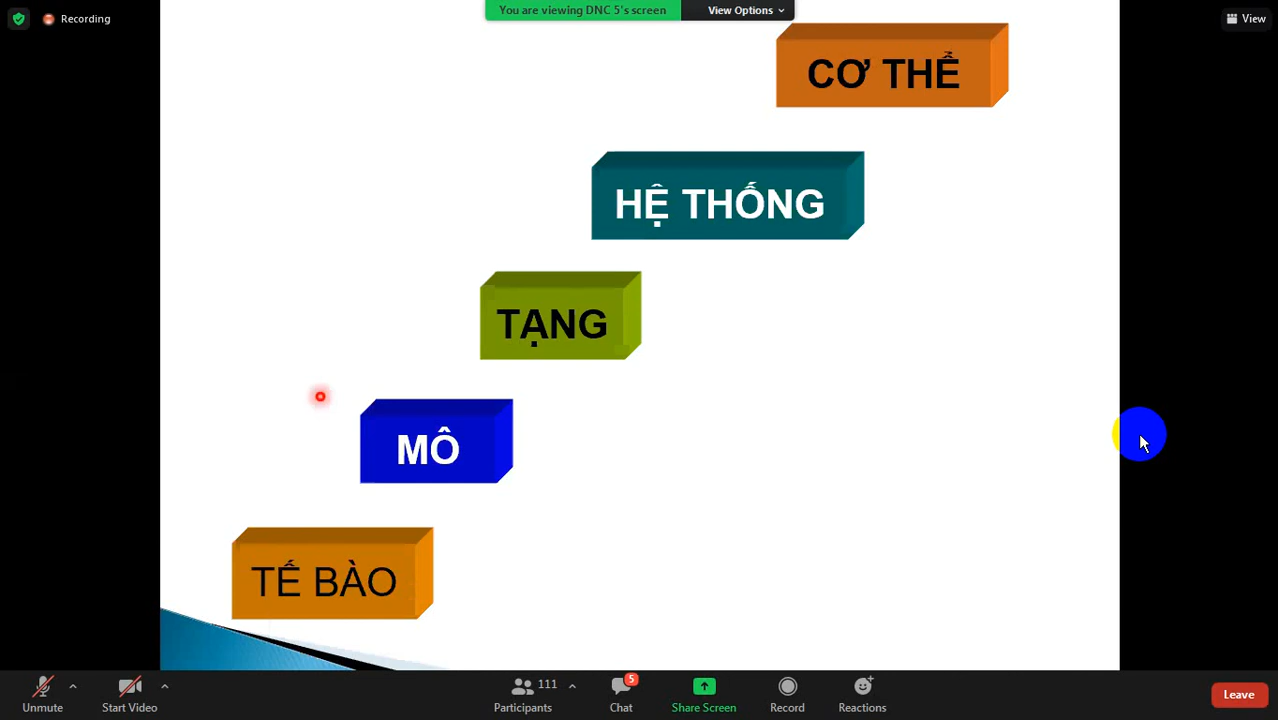 You are viewing DNC 5's screen
View Options
Recording
View
CƠ THỂ
HỆ THỐNG
TẠNG
MÔ
TẾ BÀO
Unmute
Start Video
111
Participants
5
Chat
Share Screen
Record
Reactions
Leave